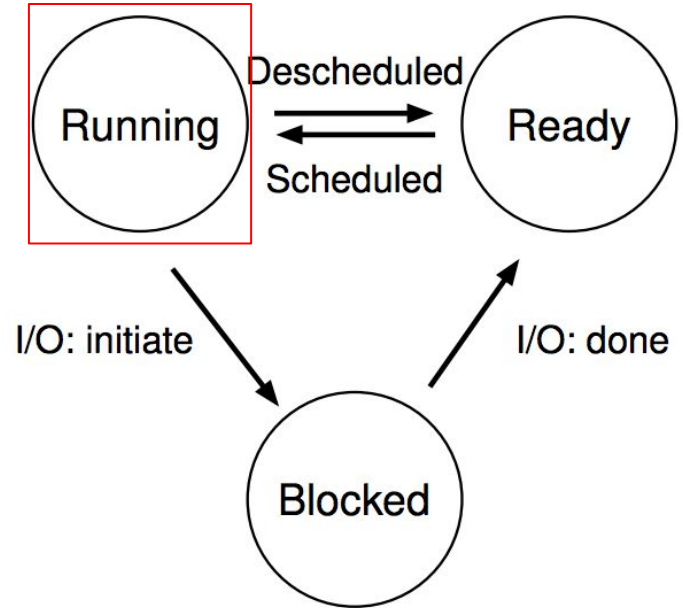 Descheduled
Running
Ready
Scheduled
I/O: initiate
I/O: done
Blocked